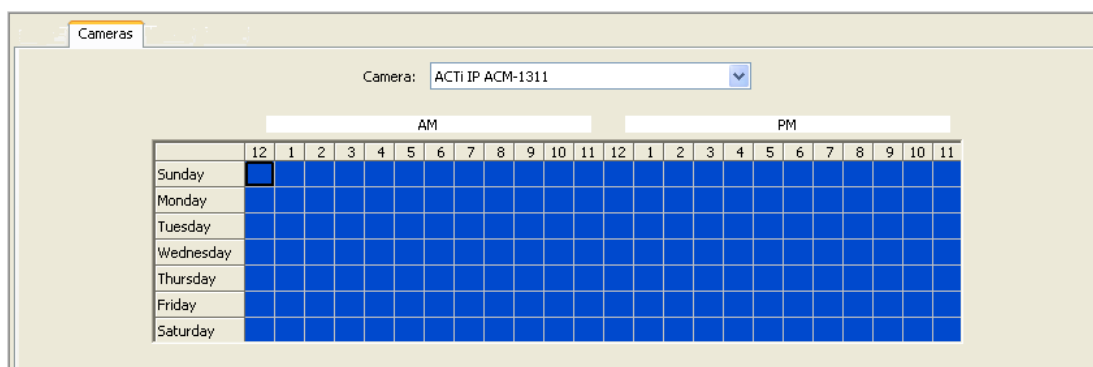 Cameras
Camera: ACTi IP ACM-1311
AM PM
12 1 2 3 4 5 6 7 8 9 10 11 12 1 2 3 4 5 6 7 8 9 10 11
Sunday
Monday
Tuesday
Wednesday
Thursday
Friday
Saturday